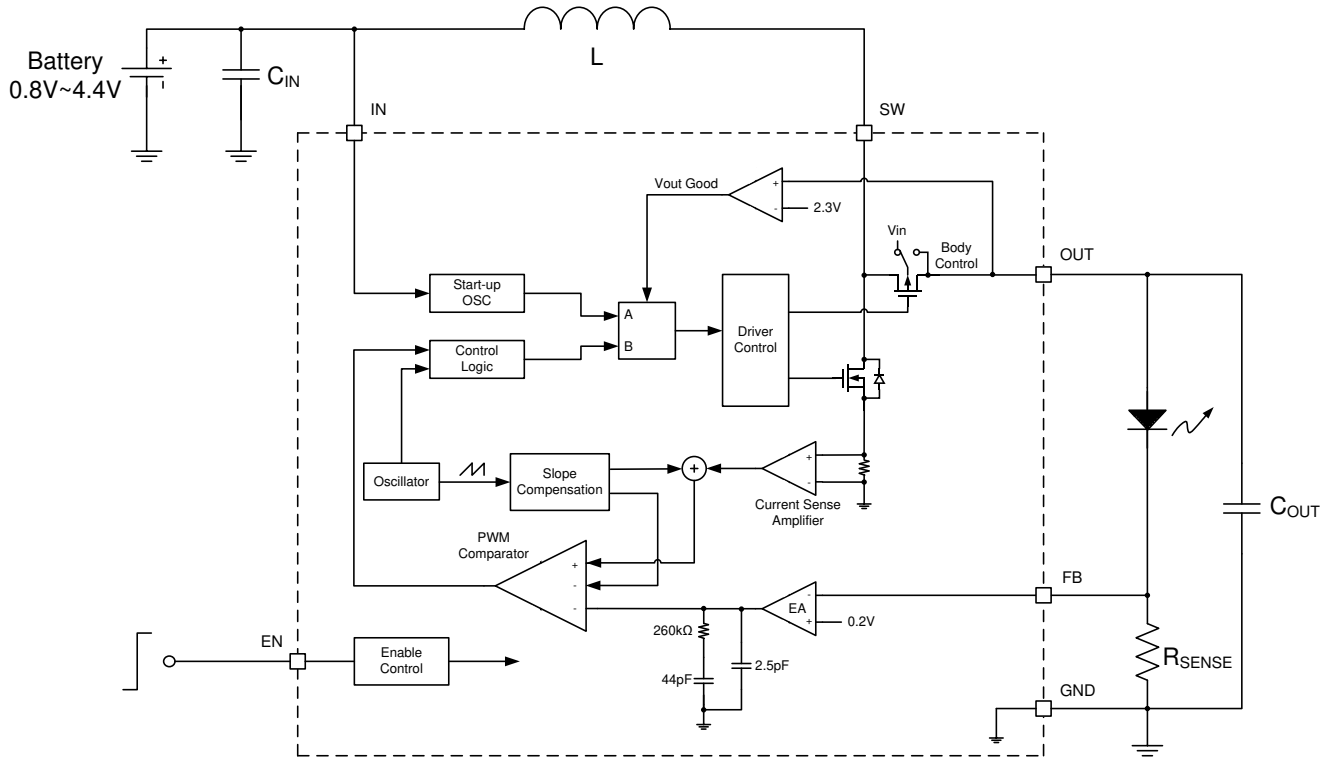 L
Battery
0.8V~4.4V
+
-
CIN
IN
SW
Vout Good
+
-
2.3V
Vin
Body
Control
OUT
Start-up
OSC
A
B
Driver
Control
Control
Logic
Oscillator
Slope
Compensation
+
+
-
Current Sense
Amplifier
COUT
PWM
Comparator
+
-
-
EA
-
+
0.2V
FB
260kΩ
44pF
2.5pF
RSENSE
EN
Enable
Control
GND